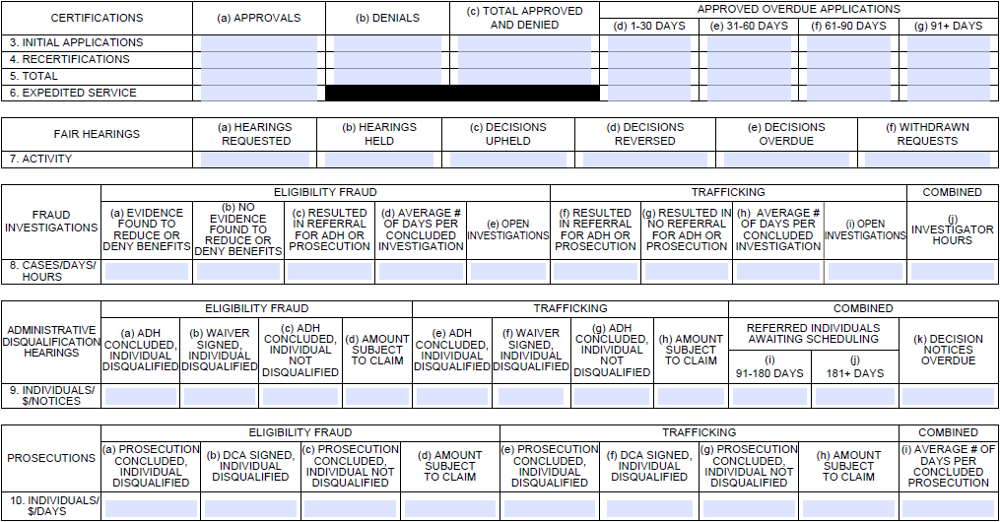 CERTIFICATIONS
(a) APPROVALS
(b) DENIALS
(c) TOTAL APPROVED
AND DENIED
APPROVED OVERDUE APPLICATIONS
(d) 1-30 DAYS
(e) 31-60 DAYS
(f) 61-90 DAYS
(g) 91+ DAYS
3. INITIAL APPLICATIONS
4. RECERTIFICATIONS
5. TOTAL
6. EXPEDITED SERVICE
FAIR HEARINGS
(a) HEARINGS
REQUESTED
(b) HEARINGS
HELD
(c) DECISIONS
UPHELD
(d) DECISIONS
REVERSED
(e) DECISIONS
OVERDUE
(f) WITHDRAWN
REQUESTS
7. ACTIVITY
FRAUD
INVESTIGATIONS
ELIGIBILITY FRAUD
TRAFFICKING
COMBINED
(a) EVIDENCE
FOUND TO
REDUCE OR
DENY BENEFITS
(b) NO
EVIDENCE
FOUND TO
REDUCE OR
DENY BENEFITS
(c) RESULTED
IN REFERRAL
FOR ADH OR
PROSECUTION
(d) AVERAGE #
OF DAYS PER
CONCLUDED
INVESTIGATION
(e) OPEN
INVESTIGATIONS
(f) RESULTED
IN REFERRAL
FOR ADH OR
PROSECUTION
(g) RESULTED IN
NO REFERRAL
FOR ADH OR
PROSECUTION
(h) AVERAGE #
OF DAYS PER
CONCLUDED
INVESTIGATION
(i) OPEN
INVESTIGATIONS
(j)
INVESTIGATOR
HOURS
8. CASES/DAYS/
HOURS
ADMINISTRATIVE
DISQUALIFICATION
HEARINGS
ELIGIBILITY FRAUD
TRAFFICKING
COMBINED
(a) ADH
CONCLUDED,
INDIVIDUAL
DISQUALIFIED
(b) WAIVER
SIGNED,
INDIVIDUAL
DISQUALIFIED
(c) ADH
CONCLUDED,
INDIVIDUAL
NOT
DISQUALIFIED
(d) AMOUNT
SUBJECT
TO CLAIM
(e) ADH
CONCLUDED,
INDIVIDUAL
DISQUALIFIED
(f) WAIVER
SIGNED,
INDIVIDUAL
DISQUALIFIED
(g) ADH
CONCLUDED,
INDIVIDUAL
NOT
DISQUALIFIED
(h) AMOUNT
SUBJECT
TO CLAIM
REFERRED INDIVIDUALS
AWAITING SCHEDULING
(i)
91-180 DAYS
(j)
181+ DAYS
(k) DECISION
NOTICES
OVERDUE
9. INDIVIDUALS/
$/NOTICES
PROSECUTIONS
ELIGIBILITY FRAUD
TRAFFICKING
COMBINED
(a) PROSECUTION
CONCLUDED,
INDIVIDUAL
DISQUALIFIED
(b) DCA SIGNED,
INDIVIDUAL
DISQUALIFIED
(c) PROSECUTION
CONCLUDED,
INDIVIDUAL NOT
DISQUALIFIED
(d) AMOUNT
SUBJECT
TO CLAIM
(e) PROSECUTION
CONCLUDED,
INDIVIDUAL
DISQUALIFIED
(f) DCA SIGNED,
INDIVIDUAL
DISQUALIFIED
(g) PROSECUTION
CONCLUDED,
INDIVIDUAL NOT
DISQUALIFIED
(h) AMOUNT
SUBJECT
TO CLAIM
(i) AVERAGE # OF
DAYS PER
CONCLUDED
PROSECUTION
10. INDIVIDUALS/
$/DAYS